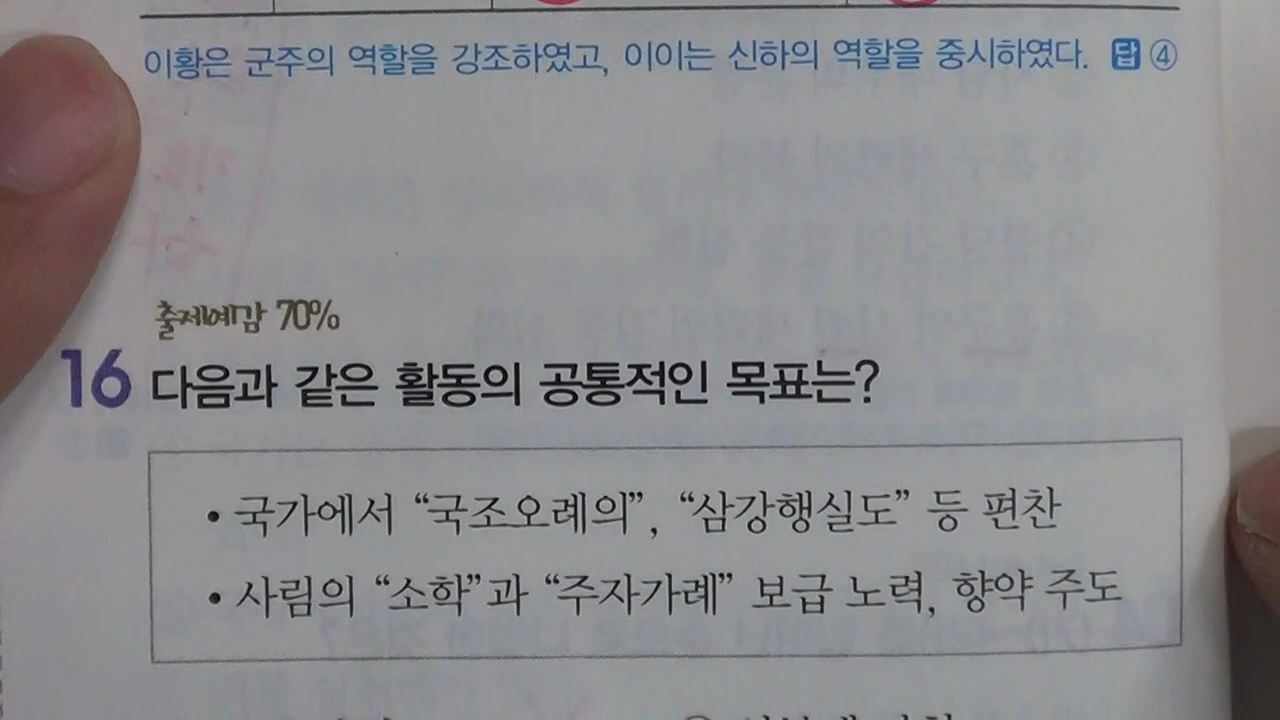 이황은 군주의 역할을 강조하였고, 이이는 신하의 역할을 중시하였다. 답 ④
출제예감 70%
16 다음과 같은 활동의 공통적인 목표는?
• 국가에서 “국조오례의”, “삼강행실도” 등 편찬
• 사림의 “소학”과 “주자가례” 보급 노력, 향약 주도